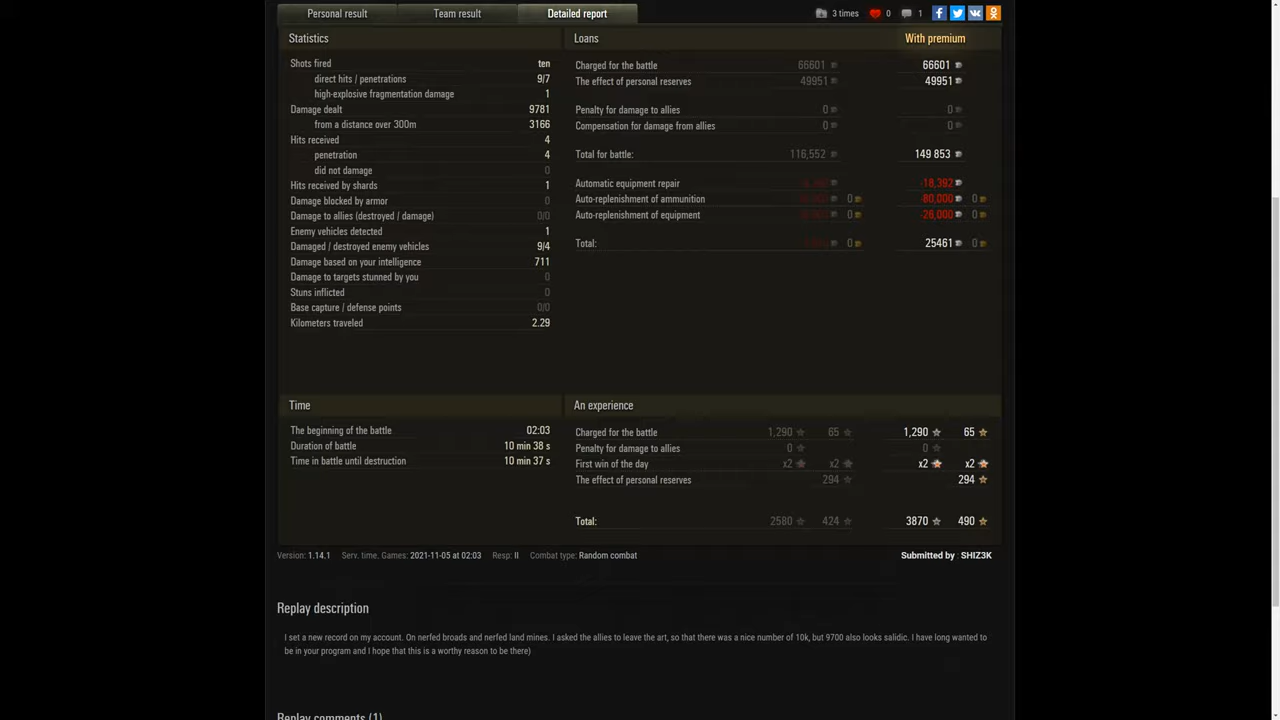 Personal result Team result Detailed report 3 times 0 1
Statistics Loans With premium
Shots fired ten
direct hits / penetrations 9/7
high-explosive fragmentation damage 1
Damage dealt 9781
from a distance over 300m 3166
Hits received 4
penetration 4
did not damage 0
Hits received by shards 1
Damage blocked by armor 0
Damage to allies (destroyed / damage) 0/0
Enemy vehicles detected 1
Damaged / destroyed enemy vehicles 9/4
Damage based on your intelligence 711
Damage to targets stunned by you 0
Stuns inflicted 0
Base capture / defense points 0/0
Kilometers traveled 2.29
Charged for the battle 66601 66601
The effect of personal reserves 49951 49951
Penalty for damage to allies 0 0
Compensation for damage from allies 0 0
Total for battle: 116,552 149 853
Automatic equipment repair -18,392
Auto-replenishment of ammunition 0 -80,000 0
Auto-replenishment of equipment 0 -26,000 0
Total: 0 25461 0
Time An experience
The beginning of the battle 02:03
Duration of battle 10 min 38 s
Time in battle until destruction 10 min 37 s
Charged for the battle 1,290 65 1,290 65
Penalty for damage to allies 0 0
First win of the day x2 x2 x2 x2
The effect of personal reserves 294 294
Total: 2580 424 3870 490
Version: 1.14.1 Serv. time. Games: 2021-11-05 at 02:03 Resp: II Combat type: Random combat Submitted by : SHIZ3K
Replay description
I set a new record on my account. On nerfed broads and nerfed land mines. I asked the allies to leave the art, so that there was a nice number of 10k, but 9700 also looks salidic. I have long wanted to
be in your program and I hope that this is a worthy reason to be there)
Replay comments (1)